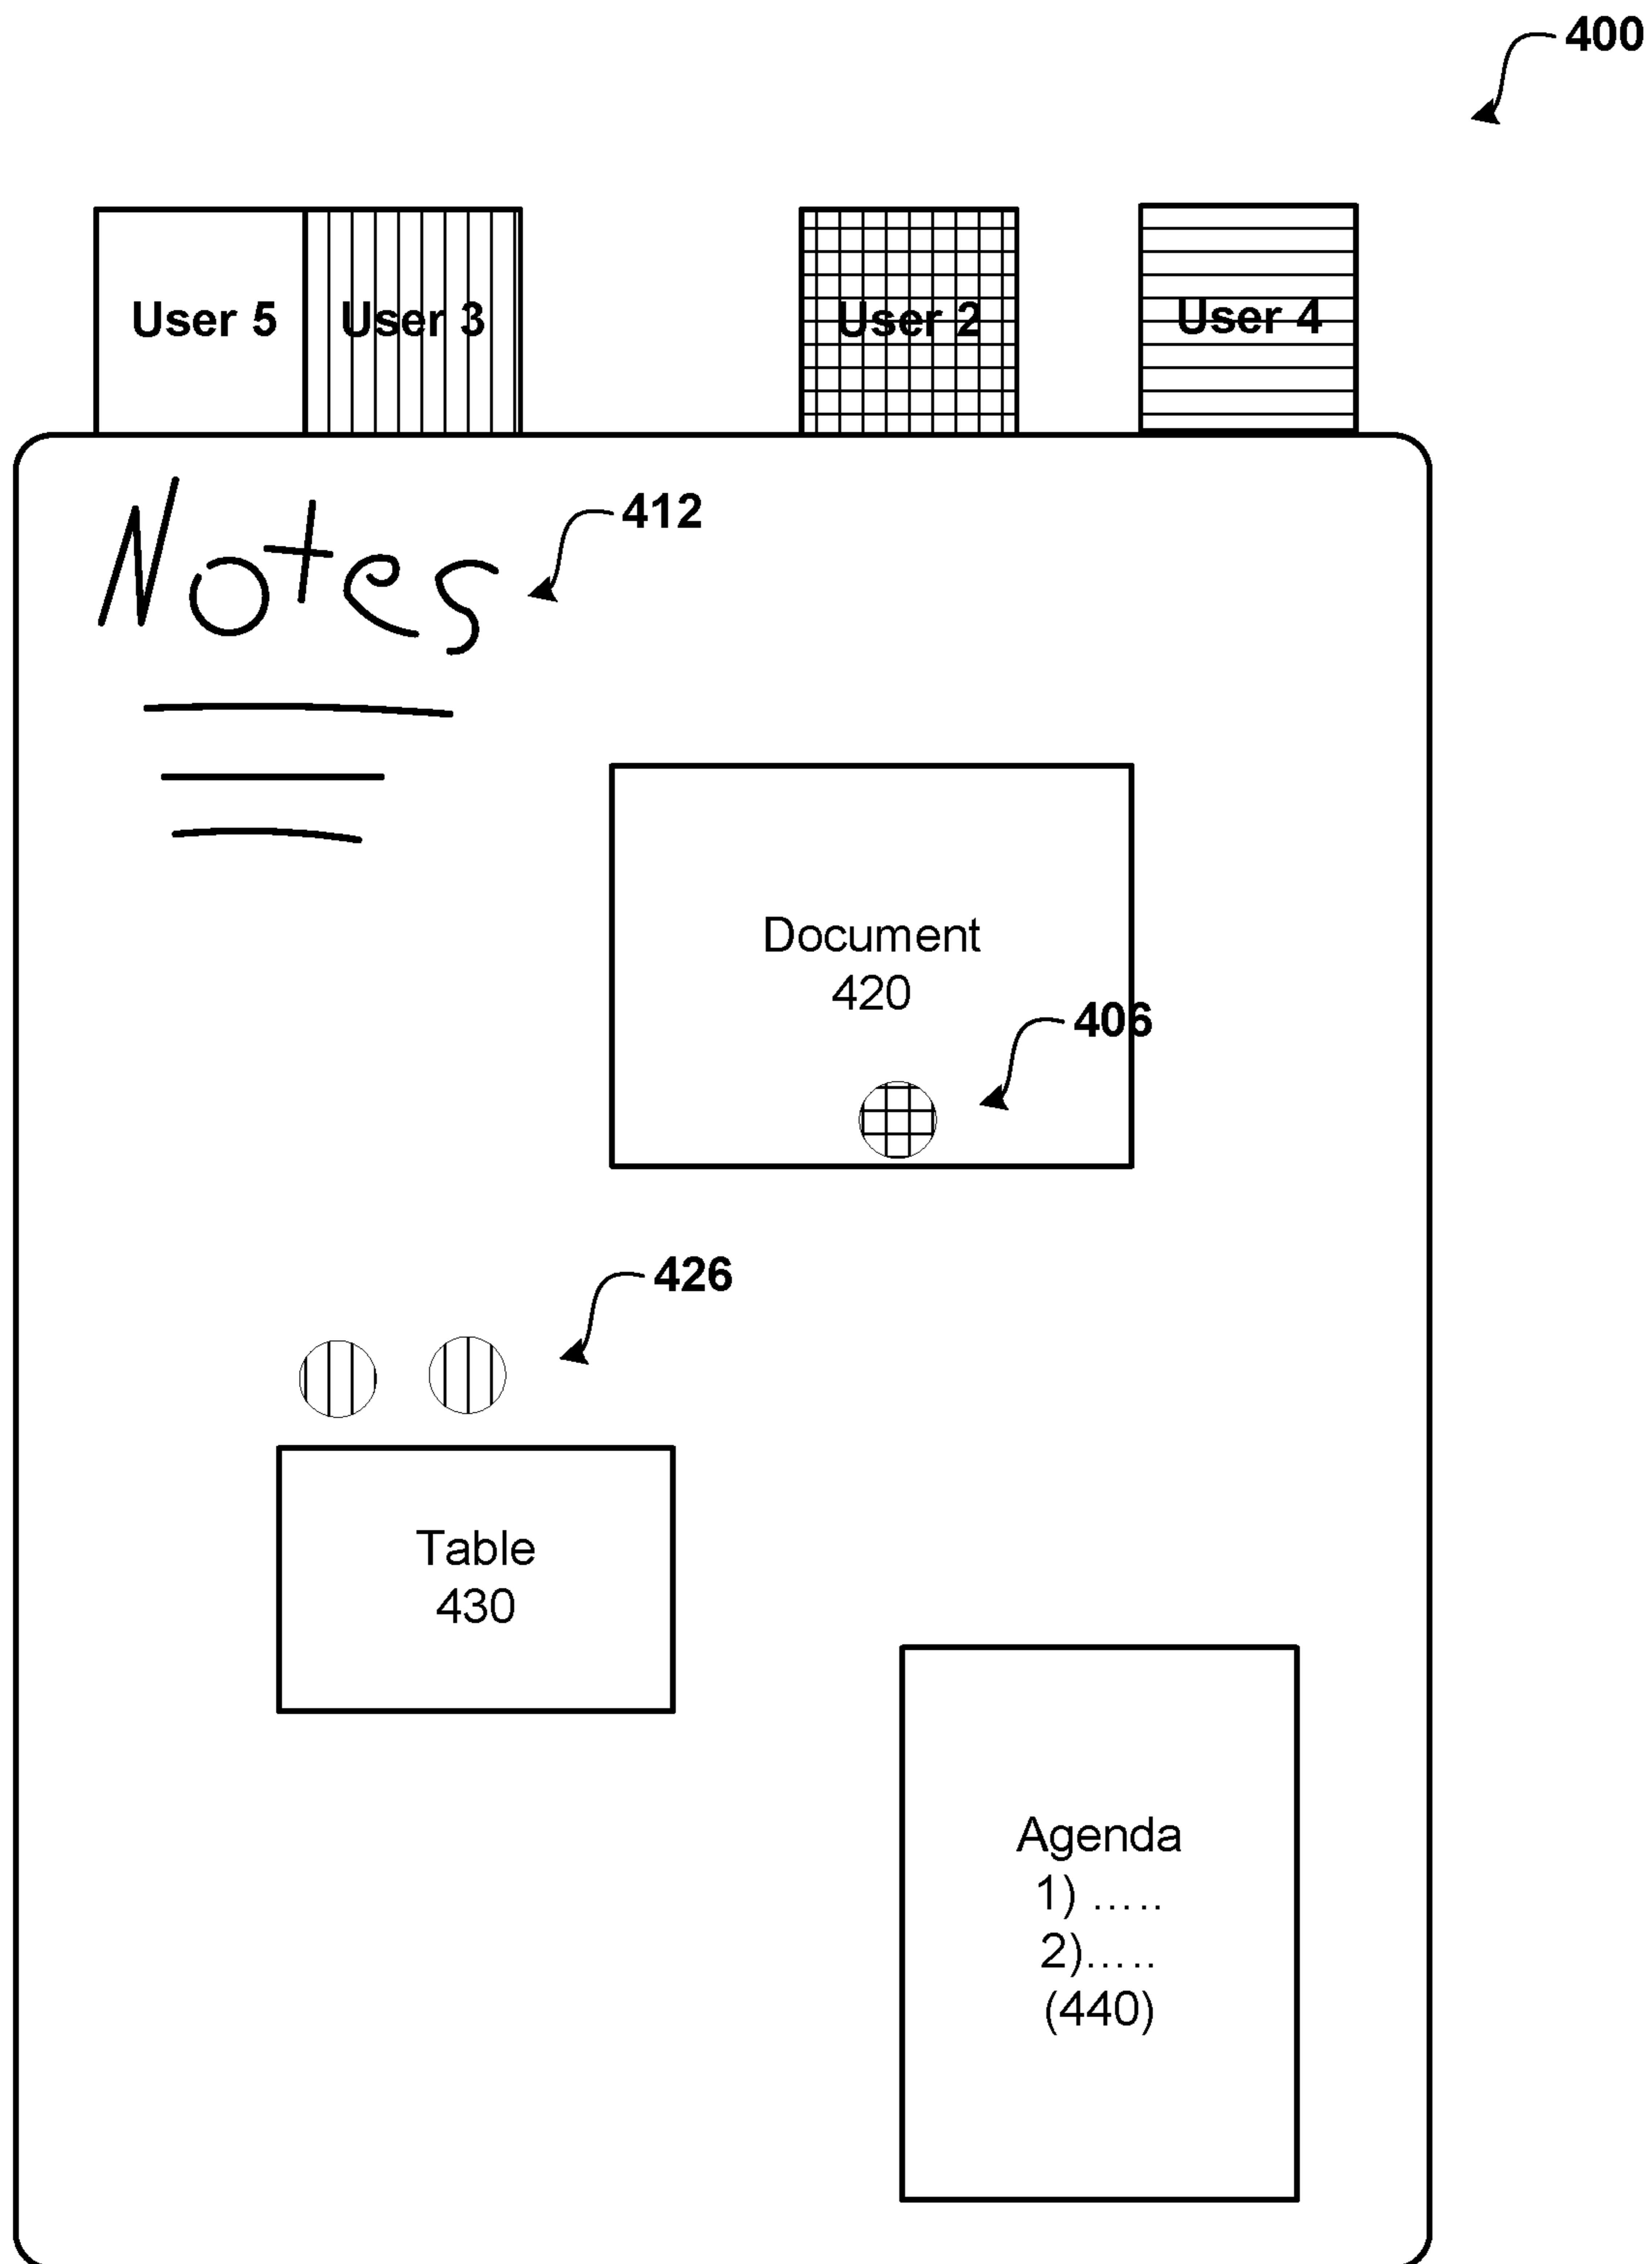 400
User 5 User 3 User 2 User 4
Notes
412
Document
420
406
426
Table
430
Agenda
1) .....
2).....
(440)